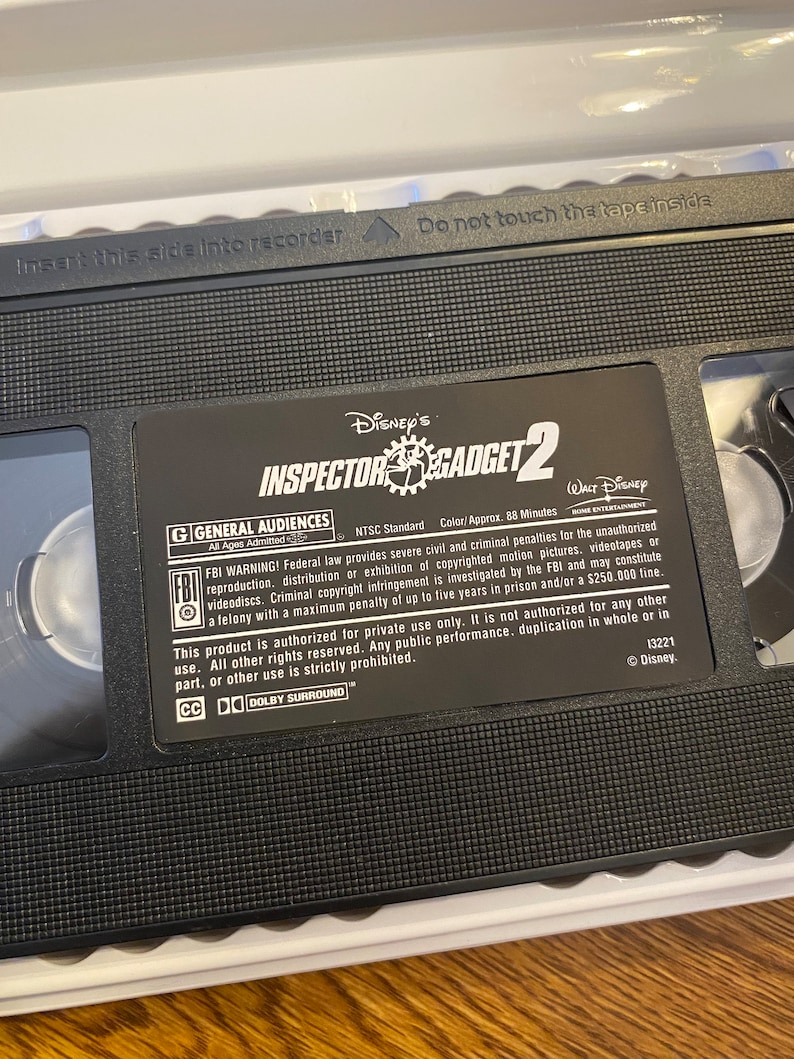 Insert this side into recorder Do not touch the tape inside
Disney's
INSPECTOR GADGET 2
WALT DISNEY
HOME ENTERTAINMENT
G GENERAL AUDIENCES
All Ages Admitted
®
NTSC Standard Color/Approx. 88 Minutes
FBI
FBI WARNING! Federal law provides severe civil and criminal penalties for the unauthorized
reproduction, distribution or exhibition of copyrighted motion pictures, videotapes or
videodiscs. Criminal copyright infringement is investigated by the FBI and may constitute
a felony with a maximum penalty of up to five years in prison and/or a $250,000 fine.
This product is authorized for private use only. It is not authorized for any other
use. All other rights reserved. Any public performance, duplication in whole or in
part, or other use is strictly prohibited.
I3221
© Disney.
CC DOLBY SURROUND™